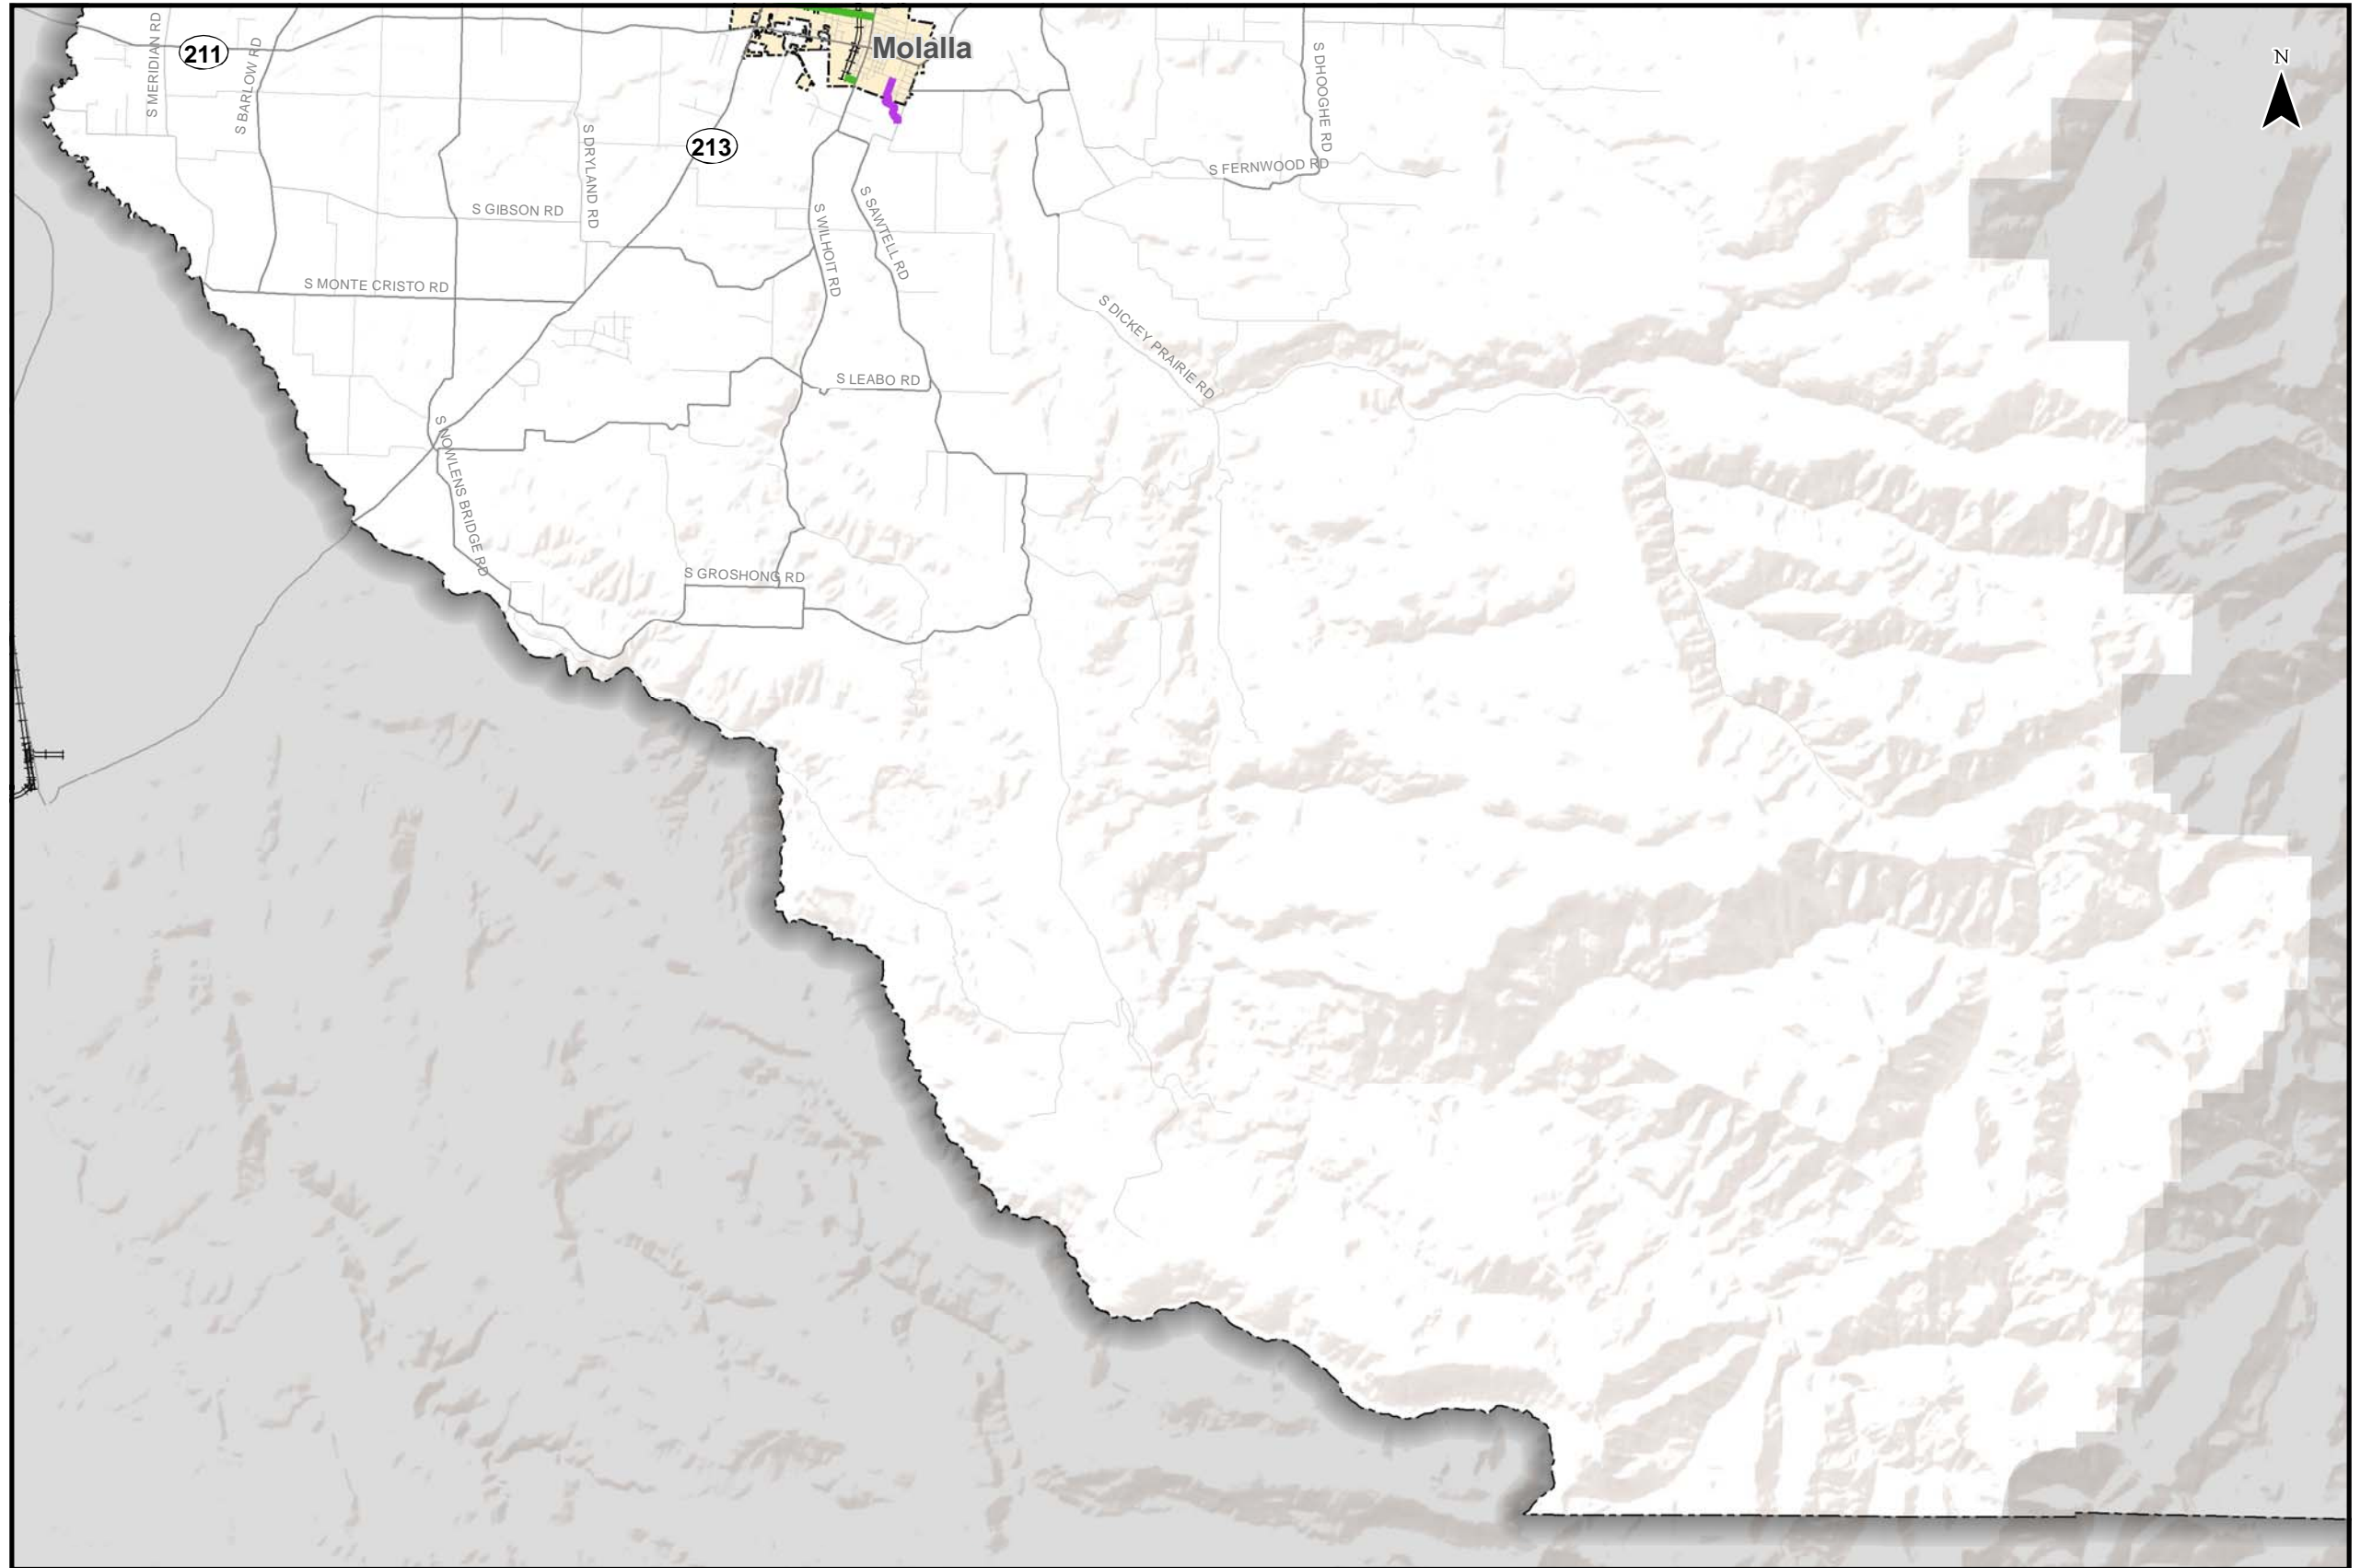 S MERIDIAN RD
211
S BARLOW RD
Molalla
N
S DHOOGHE RD
S DRYLAND RD
213
S FERNWOOD RD
S GIBSON RD
S WILHOIT RD
S SAWTELL RD
S MONTE CRISTO RD
S DICKEY PRAIRIE RD
S LEABO RD
S NOWLENS BRIDGE RD
S GROSHONG RD